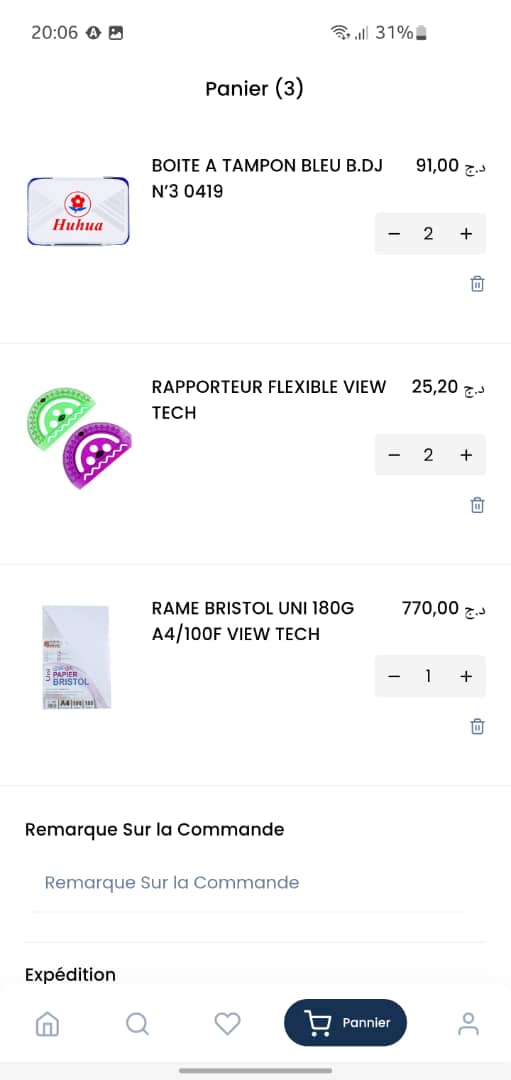 20:06
31%
Panier (3)
BOITE A TAMPON BLEU B.DJ
N'3 0419
91,00 د.ج
Huhua
2
RAPPORTEUR FLEXIBLE VIEW
TECH
25,20 د.ج
2
RAME BRISTOL UNI 180G
A4/100F VIEW TECH
770,00 د.ج
Uni
PAPIER
BRISTOL
A4
1
Remarque Sur la Commande
Remarque Sur la Commande
Expédition
Pannier